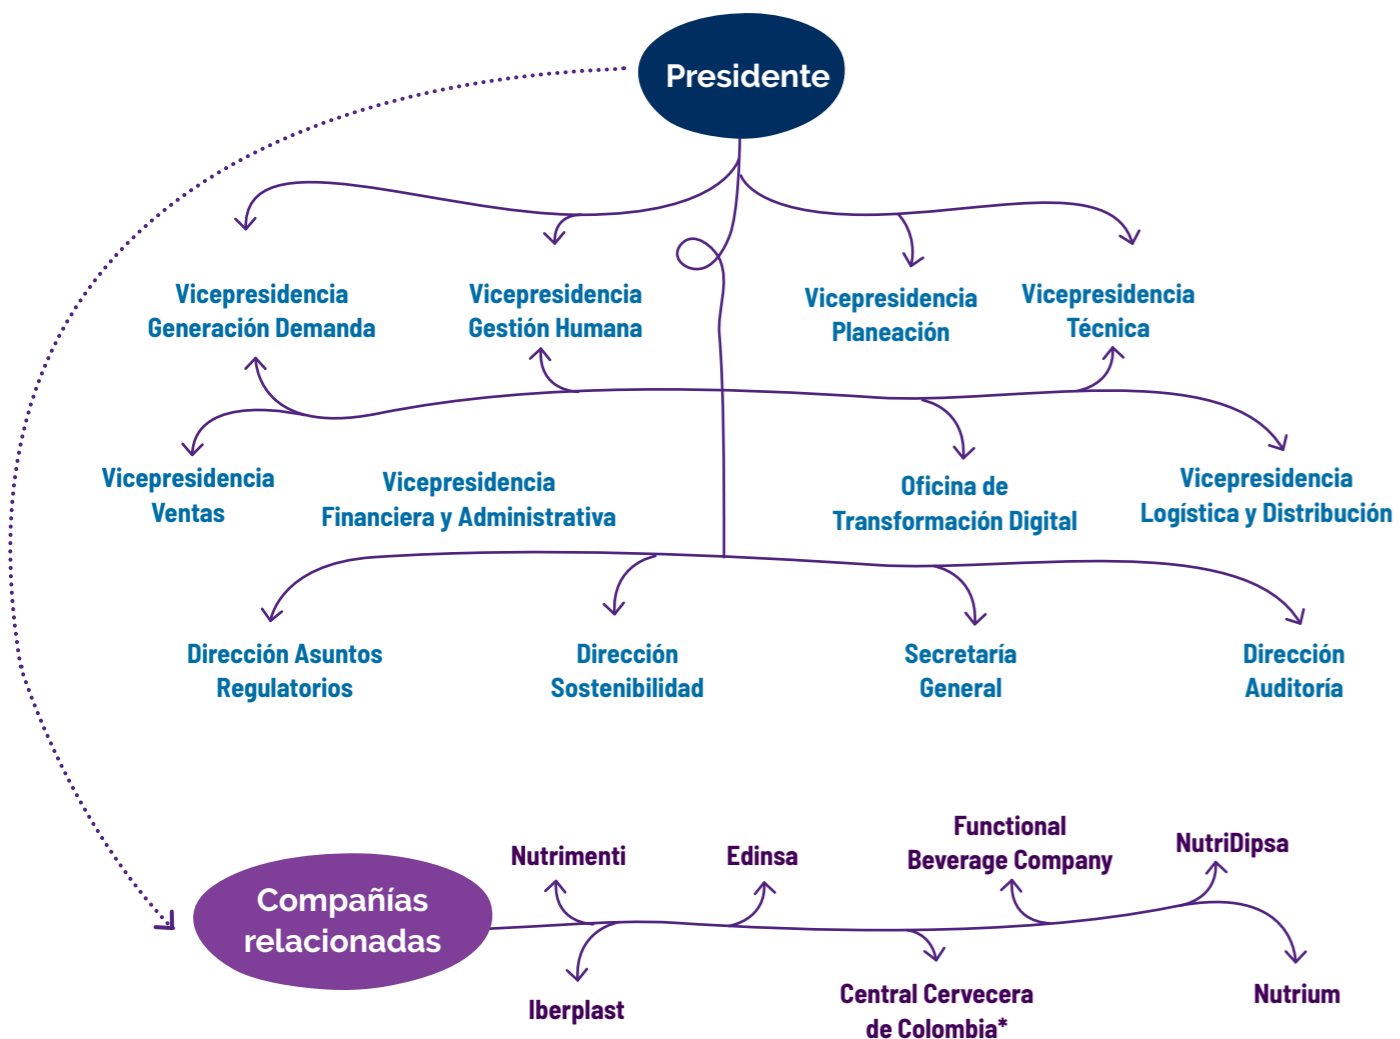 Presidente
Vicepresidencia
Generación Demanda
Vicepresidencia
Gestión Humana
Vicepresidencia
Planeación
Vicepresidencia
Técnica
Vicepresidencia
Ventas
Vicepresidencia
Financiera y Administrativa
Oficina de
Transformación Digital
Vicepresidencia
Logística y Distribución
Dirección Asuntos
Regulatorios
Dirección
Sostenibilidad
Secretaría
General
Dirección
Auditoría
Compañías
relacionadas
Nutrimenti
Edinsa
Functional
Beverage Company
NutriDipsa
Iberplast
Central Cervecera
de Colombia*
Nutrium